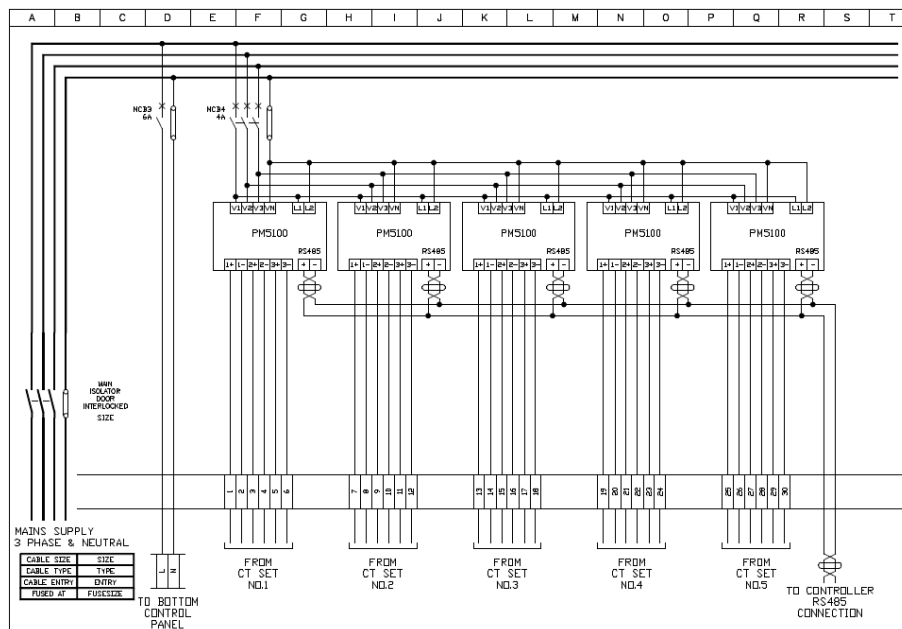 A B C D E F G H I J K L M N O P Q R S T
MCB3
6A
MCB4
4A
V1 V2 V3 VN L1 L2
V1 V2 V3 VN L1 L2
V1 V2 V3 VN L1 L2
V1 V2 V3 VN L1 L2
V1 V2 V3 VN L1 L2
PM5100 PM5100 PM5100 PM5100 PM5100
RS485 RS485 RS485 RS485 RS485
1+ 1- 2+ 2- 3+ 3- + -
1+ 1- 2+ 2- 3+ 3- + -
1+ 1- 2+ 2- 3+ 3- + -
1+ 1- 2+ 2- 3+ 3- + -
1+ 1- 2+ 2- 3+ 3- + -
MAIN
ISOLATOR
DOOR
INTERLOCKED
SIZE
1 2 3 4 5 6
7 8 9 10 11 12
13 14 15 16 17 18
19 20 21 22 23 24
25 26 27 28 29 30
MAINS SUPPLY
3 PHASE & NEUTRAL
CABLE SIZE SIZE
CABLE TYPE TYPE
CABLE ENTRY ENTRY
FUSED AT FUSESIZE
L N
TO BOTTOM
CONTROL
PANEL
FROM
CT SET
NO.1
FROM
CT SET
NO.2
FROM
CT SET
NO.3
FROM
CT SET
NO.4
FROM
CT SET
NO.5
TO CONTROLLER
RS485
CONNECTION